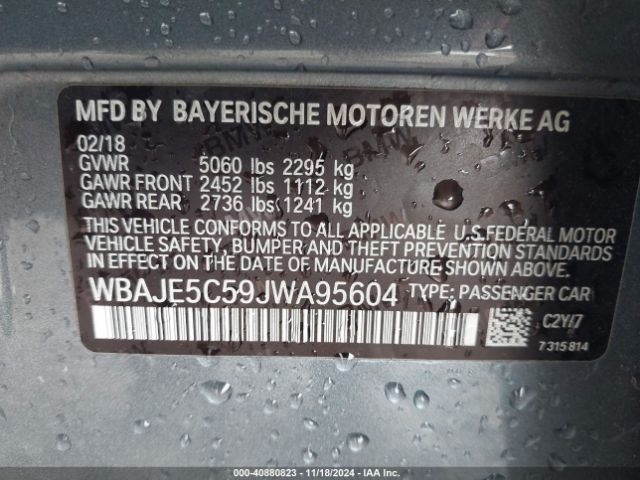 MFD BY BAYERISCHE MOTOREN WERKE AG
02/18
GVWR 5060 lbs 2295 kg
GAWR FRONT 2452 lbs 1112 kg
GAWR REAR 2736 lbs 1241 kg
THIS VEHICLE CONFORMS TO ALL APPLICABLE U.S.FEDERAL MOTOR
VEHICLE SAFETY, BUMPER AND THEFT PREVENTION STANDARDS
IN EFFECT ON THE DATE OF MANUFACTURE SHOWN ABOVE.
WBAJE5C59JWA95604 TYPE: PASSENGER CAR
C2Y/7
7 315 814
000-40880823 - 11/18/2024 - IAA Inc.